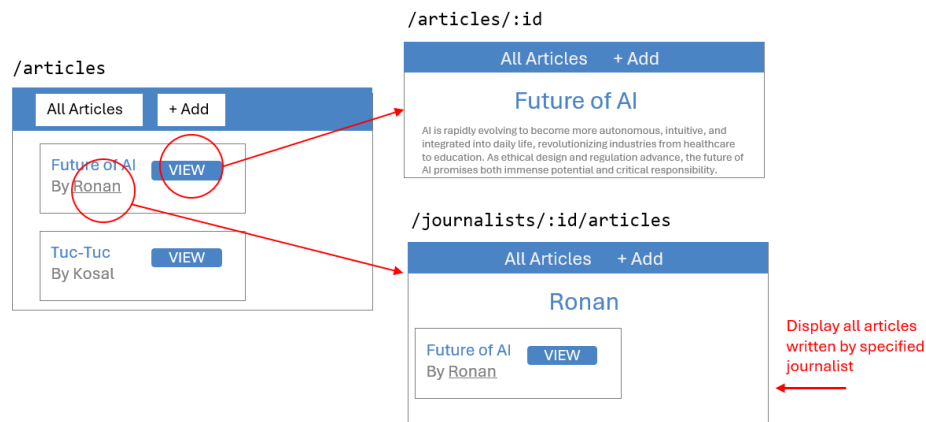 /articles
All Articles
+ Add
Future of AI
VIEW
By Ronan
Tuc-Tuc
VIEW
By Kosal
/articles/:id
All Articles + Add
Future of AI
AI is rapidly evolving to become more autonomous, intuitive, and
integrated into daily life, revolutionizing industries from healthcare
to education. As ethical design and regulation advance, the future of
AI promises both immense potential and critical responsibility.
/journalists/:id/articles
All Articles + Add
Ronan
Future of AI
VIEW
By Ronan
Display all articles
written by specified
journalist